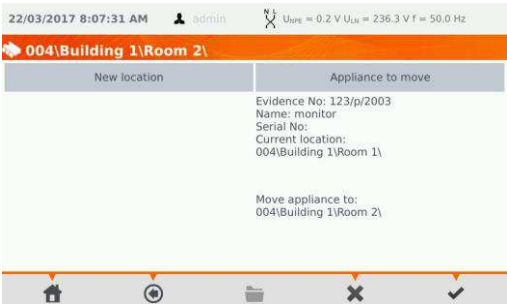 22/03/2017 8:07:31 AM admin N L UNPE = 0.2 V ULN = 236.3 V f = 50.0 Hz
004\Building 1\Room 2\
New location
Appliance to move
Evidence No: 123/p/2003
Name: monitor
Serial No:
Current location:
004\Building 1\Room 1\
Move appliance to:
004\Building 1\Room 2\